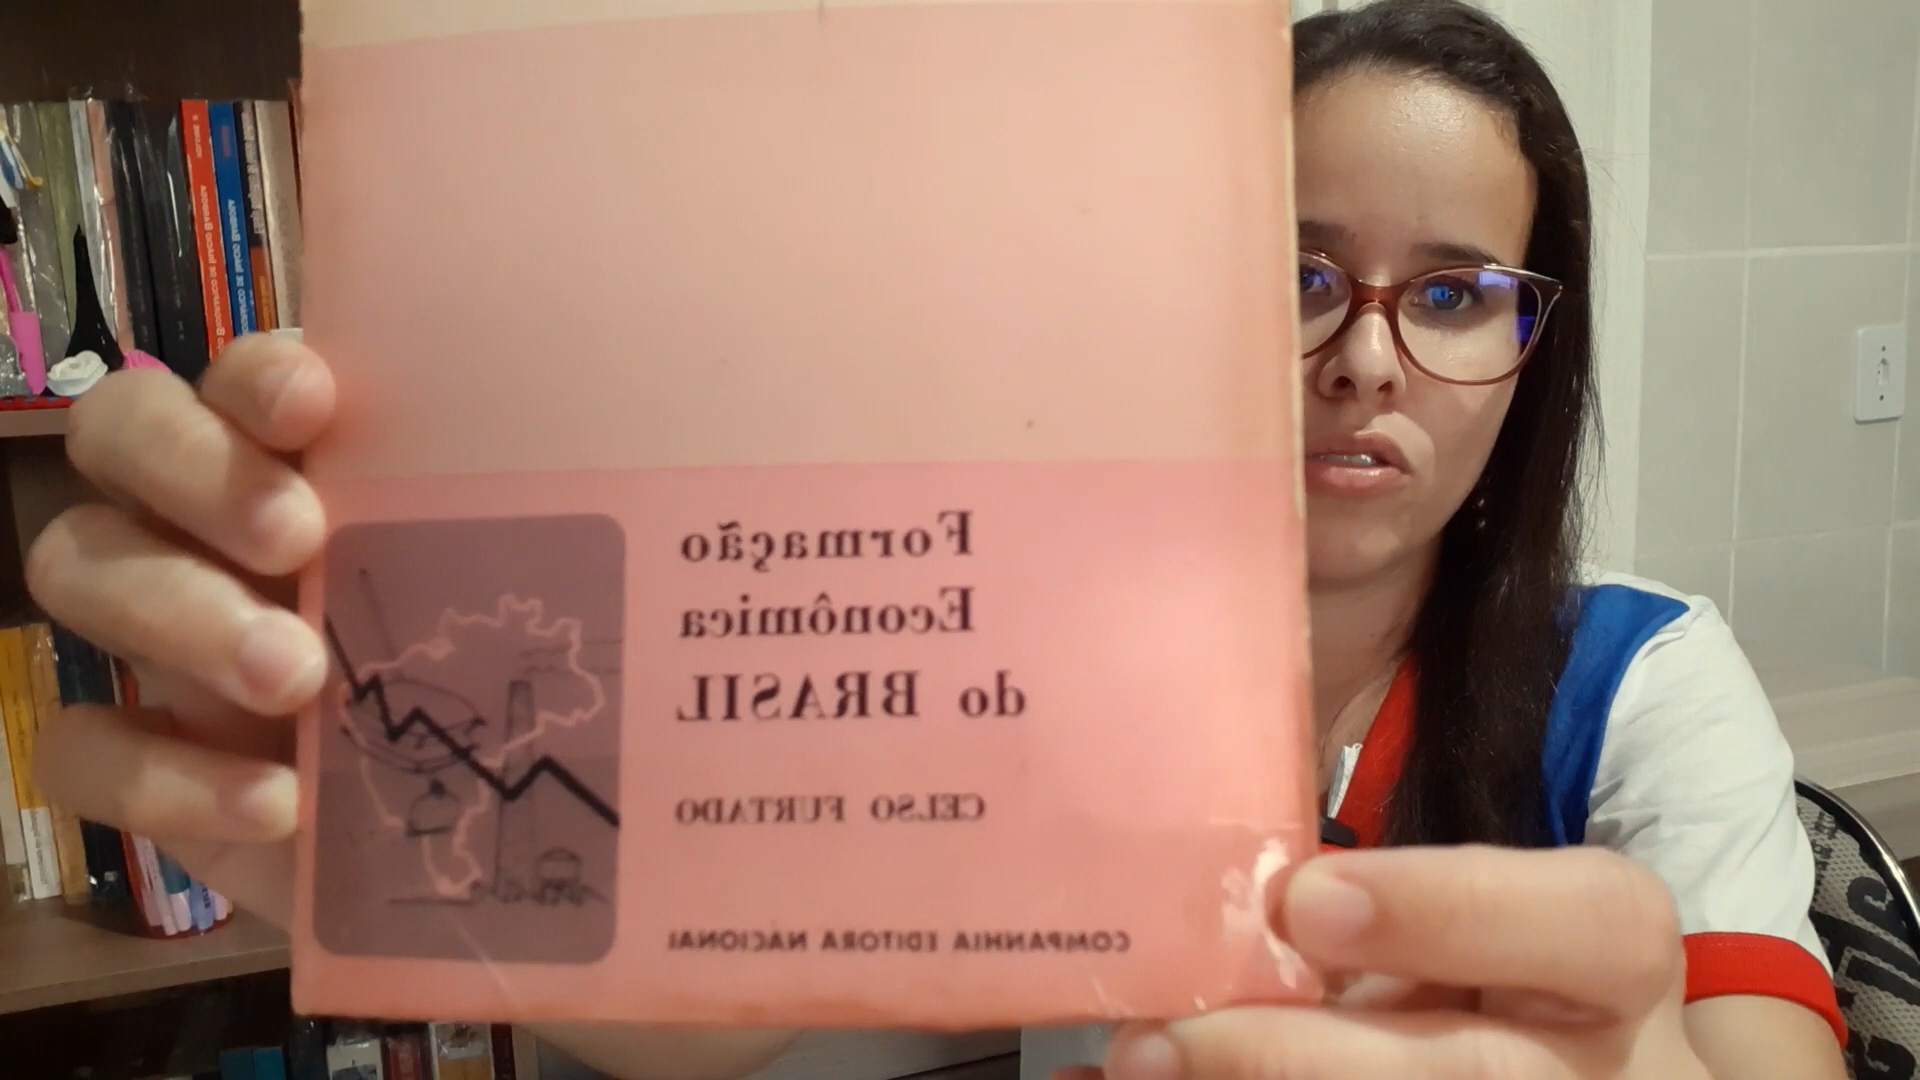 Formação
Econômica
do BRASIL
CELSO FURTADO
COMPANHIA EDITORA NACIONAL